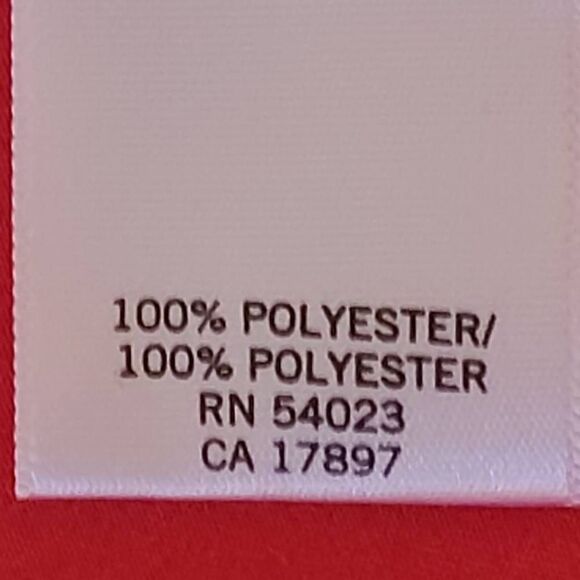 100% POLYESTER/
100% POLYESTER
RN 54023
CA 17897